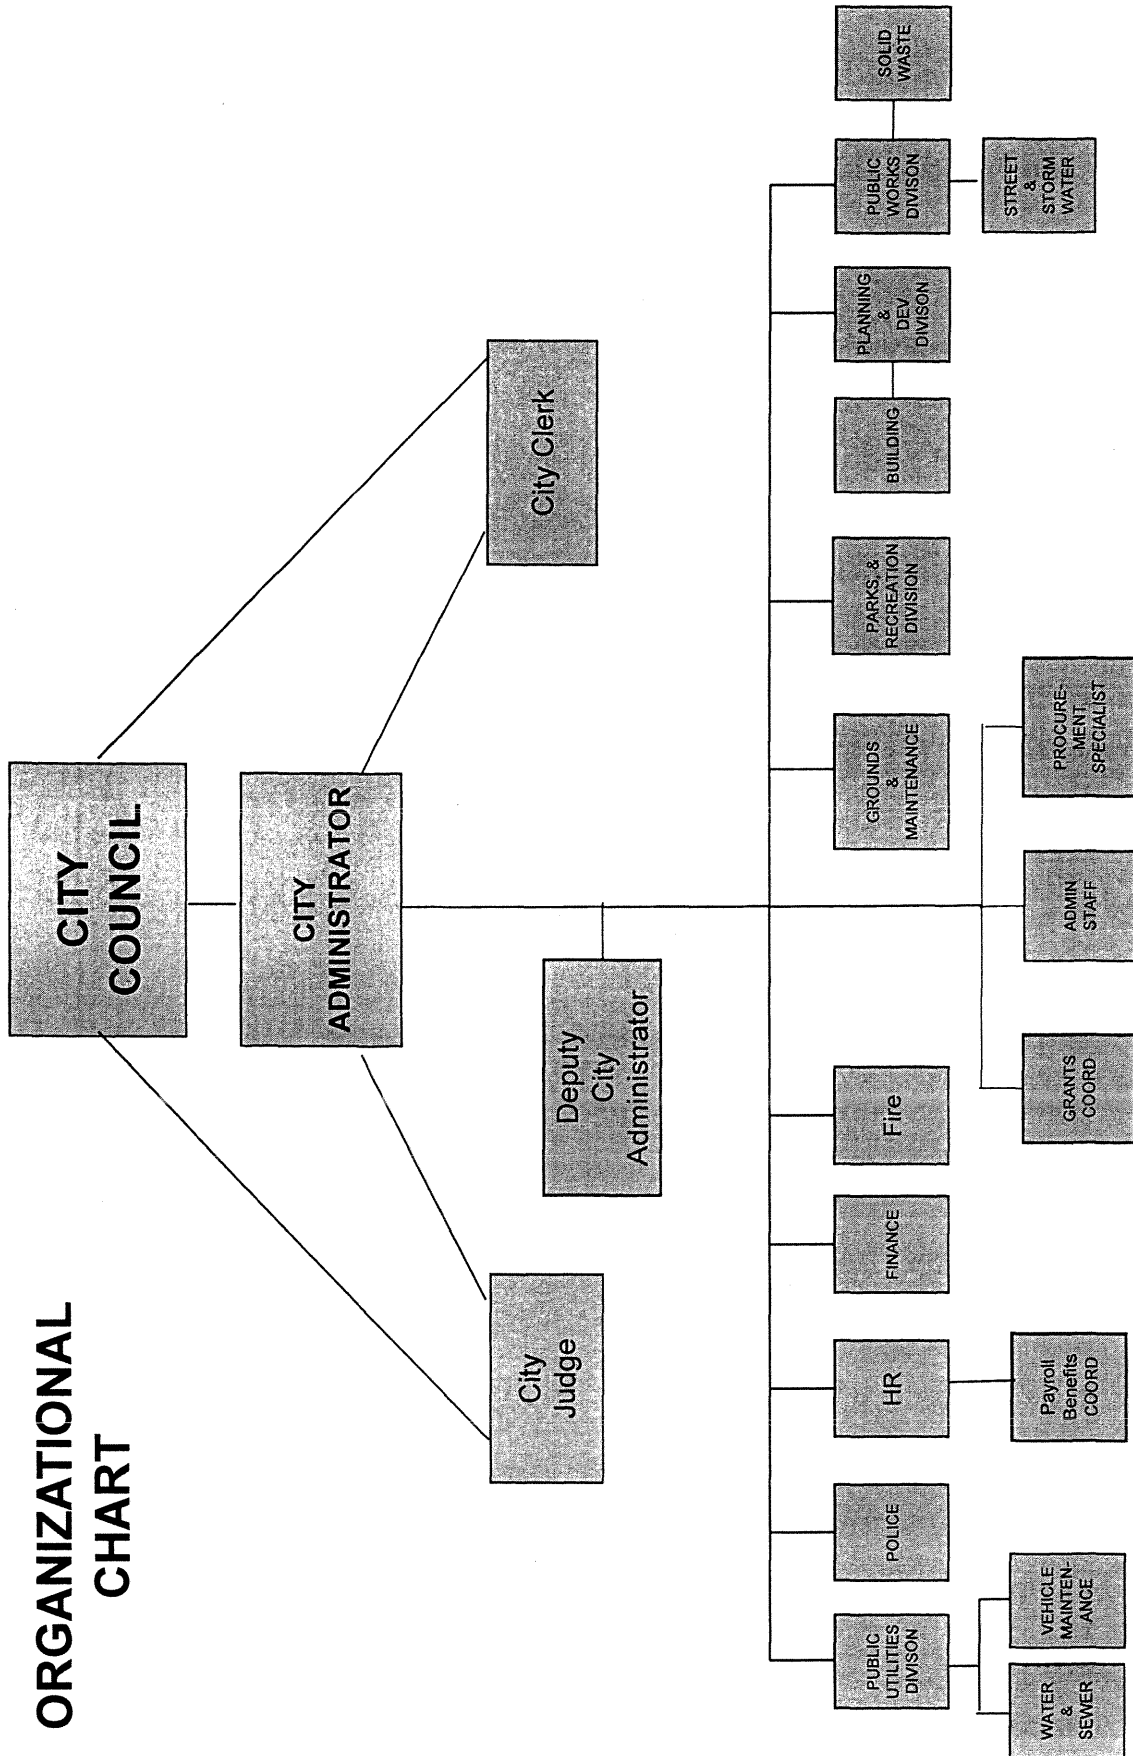 ORGANIZATIONAL
CHART
CITY
COUNCIL
CITY
ADMINISTRATOR
City
Judge
City Clerk
Deputy
City
Administrator
PUBLIC
UTILITIES
DIVISON
POLICE
HR
FINANCE
Fire
GROUNDS
&
MAINTENANCE
PARKS, &
RECREATION
DIVISION
BUILDING
PLANNING
&
DEV
DIVISON
PUBLIC
WORKS
DIVISON
SOLID
WASTE
WATER
&
SEWER
VEHICLE
MAINTEN-
ANCE
Payroll
Benefits
COORD
GRANTS
COORD
ADMIN
STAFF
PROCURE-
MENT
SPECIALIST
STREET
&
STORM
WATER